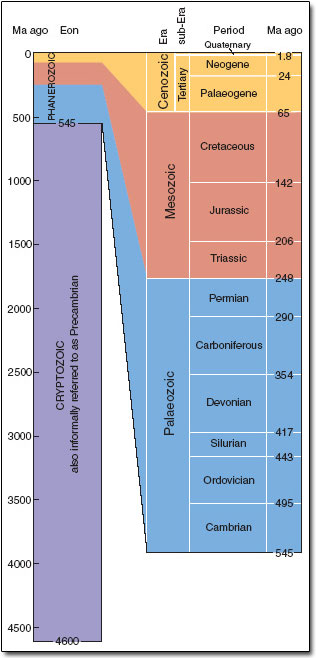 Ma ago Eon Era sub-Era Period Ma ago
Quaternary
0
PHANEROZOIC
545
500
1000
1500
2000
2500
3000
3500
4000
4500
4600
CRYPTOZOIC
also informally referred to as Precambrian
Cenozoic
Tertiary
Mesozoic
Palaeozoic
1.8
Neogene
24
Palaeogene
65
Cretaceous
142
Jurassic
206
Triassic
248
Permian
290
Carboniferous
354
Devonian
417
Silurian
443
Ordovician
495
Cambrian
545